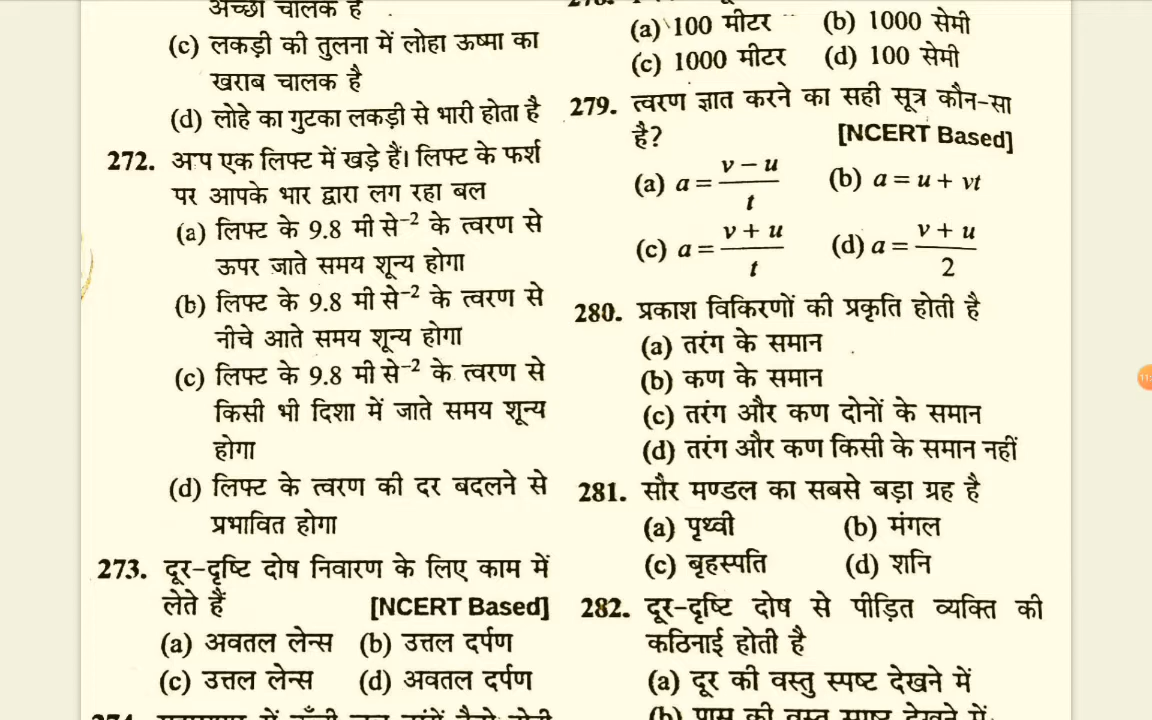 अच्छा चालक है
(c) लकड़ी की तुलना में लोहा ऊष्मा का
खराब चालक है
(d) लोहे का गुटका लकड़ी से भारी होता है
272. आप एक लिफ्ट में खड़े हैं। लिफ्ट के फर्श
पर आपके भार द्वारा लग रहा बल
(a) लिफ्ट के 9.8 मी से⁻² के त्वरण से
ऊपर जाते समय शून्य होगा
(b) लिफ्ट के 9.8 मी से⁻² के त्वरण से
नीचे आते समय शून्य होगा
(c) लिफ्ट के 9.8 मी से⁻² के त्वरण से
किसी भी दिशा में जाते समय शून्य
होगा
(d) लिफ्ट के त्वरण की दर बदलने से
प्रभावित होगा
273. दूर-दृष्टि दोष निवारण के लिए काम में
लेते हैं [NCERT Based]
(a) अवतल लेन्स (b) उत्तल दर्पण
(c) उत्तल लेन्स (d) अवतल दर्पण
(a) 100 मीटर (b) 1000 सेमी
(c) 1000 मीटर (d) 100 सेमी
279. त्वरण ज्ञात करने का सही सूत्र कौन-सा
है? [NCERT Based]
(a) a = (v − u)/t (b) a = u + vt
(c) a = (v + u)/t (d) a = (v + u)/2
280. प्रकाश विकिरणों की प्रकृति होती है
(a) तरंग के समान
(b) कण के समान
(c) तरंग और कण दोनों के समान
(d) तरंग और कण किसी के समान नहीं
281. सौर मण्डल का सबसे बड़ा ग्रह है
(a) पृथ्वी (b) मंगल
(c) बृहस्पति (d) शनि
282. दूर-दृष्टि दोष से पीड़ित व्यक्ति को
कठिनाई होती है
(a) दूर की वस्तु स्पष्ट देखने में
(b) पास की वस्तु स्पष्ट देखने में